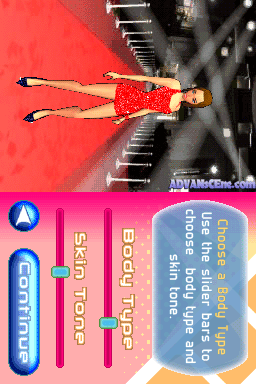 ADVANsCEne.com
Choose a Body Type
Use the slider bars to
choose body type and
skin tone.
Body Type
Skin Tone
Continue